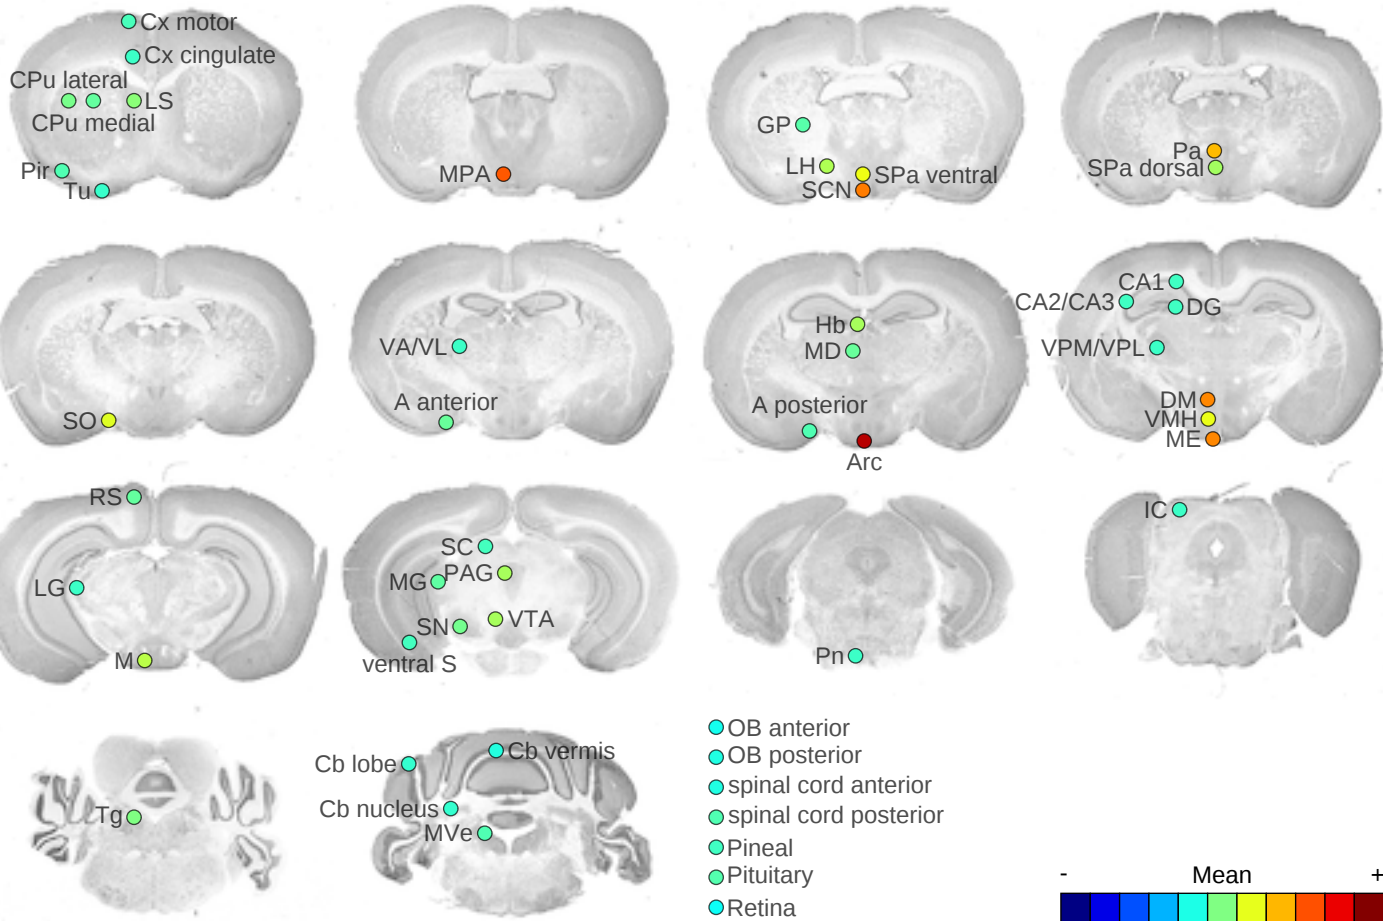 Cx motor
Cx cingulate
CPu lateral
LS
CPu medial
Pir
Tu
MPA
GP
LH
SPa ventral
SCN
Pa
SPa dorsal
SO
VA/VL
A anterior
Hb
MD
A posterior
Arc
CA1
CA2/CA3
DG
VPM/VPL
DM
VMH
ME
RS
LG
M
SC
PAG
MG
VTA
SN
ventral S
Pn
IC
Tg
Cb vermis
Cb lobe
Cb nucleus
MVe
OB anterior
OB posterior
spinal cord anterior
spinal cord posterior
Pineal
Pituitary
Retina
- Mean +